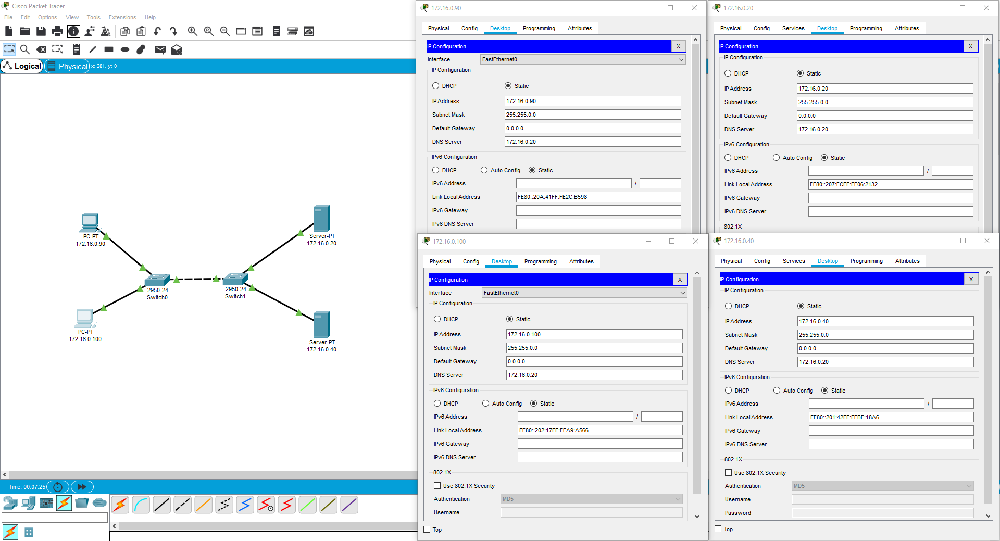 Cisco Packet Tracer
File Edit Options View Tools Extensions Help
Logical
Physical x: 281, y: 0
PC-PT
172.16.0.90
Server-PT
172.16.0.20
2950-24
Switch0
2950-24
Switch1
PC-PT
172.16.0.100
Server-PT
172.16.0.40
Time: 00:07:25
172.16.0.90
Physical Config Desktop Programming Attributes
IP Configuration X
Interface FastEthernet0
IP Configuration
DHCP Static
IP Address 172.16.0.90
Subnet Mask 255.255.0.0
Default Gateway 0.0.0.0
DNS Server 172.16.0.20
IPv6 Configuration
DHCP Auto Config Static
IPv6 Address /
Link Local Address FE80::20A:41FF:FE2C:B598
IPv6 Gateway
IPv6 DNS Server
172.16.0.20
Physical Config Services Desktop Programming Attributes
IP Configuration X
IP Configuration
DHCP Static
IP Address 172.16.0.20
Subnet Mask 255.255.0.0
Default Gateway 0.0.0.0
DNS Server 172.16.0.20
IPv6 Configuration
DHCP Auto Config Static
IPv6 Address /
Link Local Address FE80::207:ECFF:FE06:2132
IPv6 Gateway
IPv6 DNS Server
802.1X
172.16.0.100
Physical Config Desktop Programming Attributes
IP Configuration X
Interface FastEthernet0
IP Configuration
DHCP Static
IP Address 172.16.0.100
Subnet Mask 255.255.0.0
Default Gateway 0.0.0.0
DNS Server 172.16.0.20
IPv6 Configuration
DHCP Auto Config Static
IPv6 Address /
Link Local Address FE80::202:17FF:FEA9:A566
IPv6 Gateway
IPv6 DNS Server
802.1X
Use 802.1X Security
Authentication MD5
Username
Top
172.16.0.40
Physical Config Services Desktop Programming Attributes
IP Configuration X
IP Configuration
DHCP Static
IP Address 172.16.0.40
Subnet Mask 255.255.0.0
Default Gateway 0.0.0.0
DNS Server 172.16.0.20
IPv6 Configuration
DHCP Auto Config Static
IPv6 Address /
Link Local Address FE80::201:42FF:FEBE:18A6
IPv6 Gateway
IPv6 DNS Server
802.1X
Use 802.1X Security
Authentication MD5
Username
Password
Top